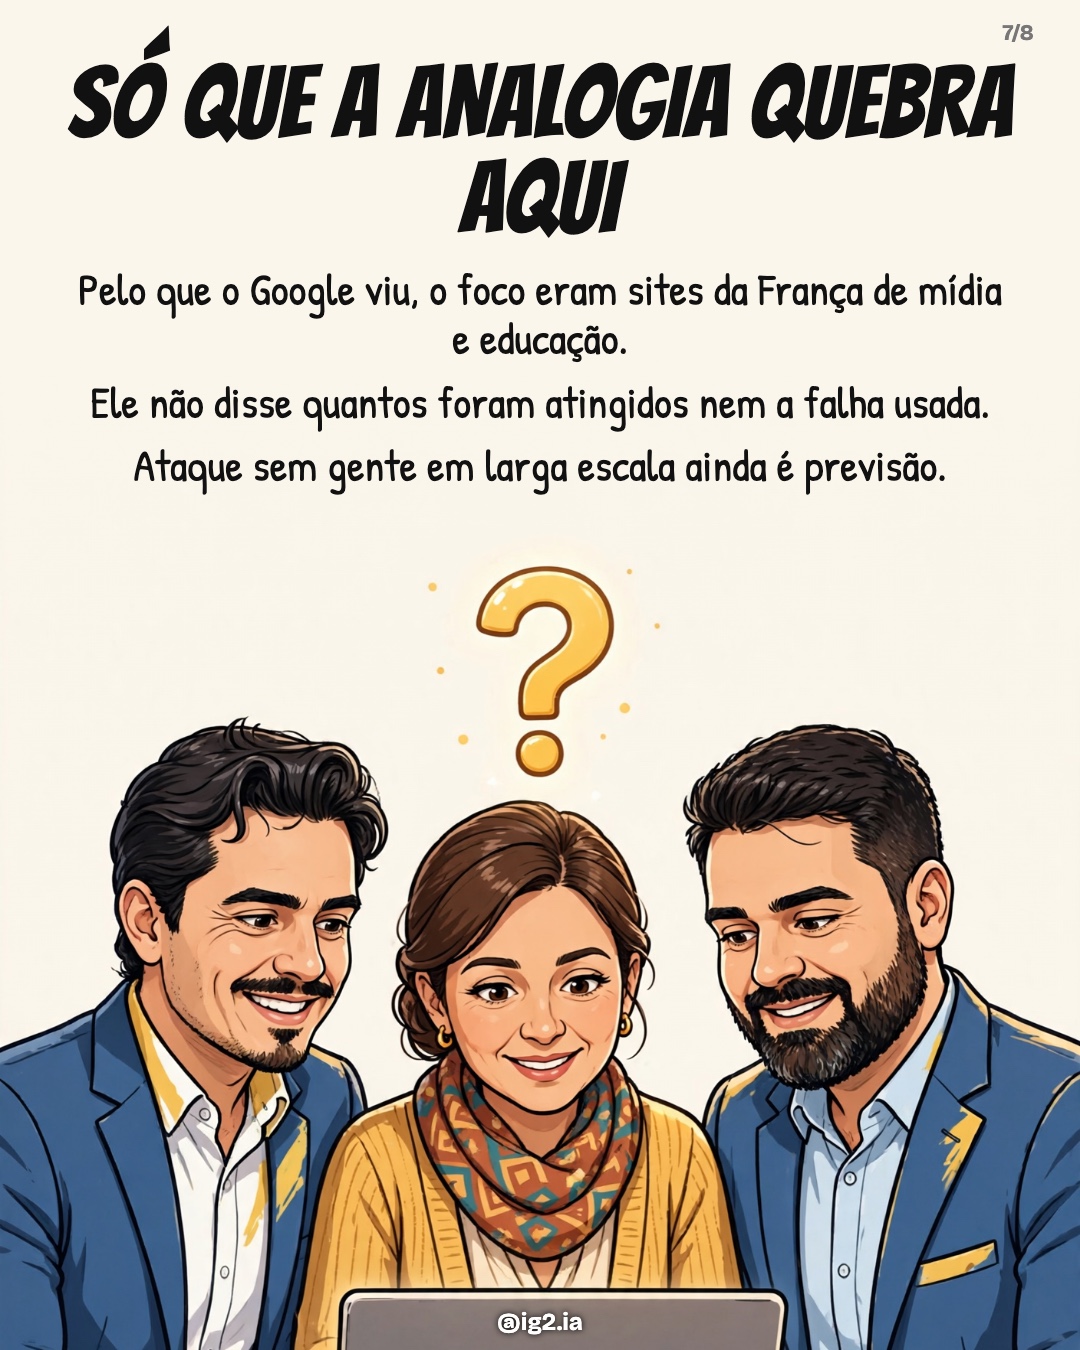 7/8
SÓ QUE A ANALOGIA QUEBRA
AQUI
Pelo que o Google viu, o foco eram sites da França de mídia
e educação.
Ele não disse quantos foram atingidos nem a falha usada.
Ataque sem gente em larga escala ainda é previsão.
@ig2.ia